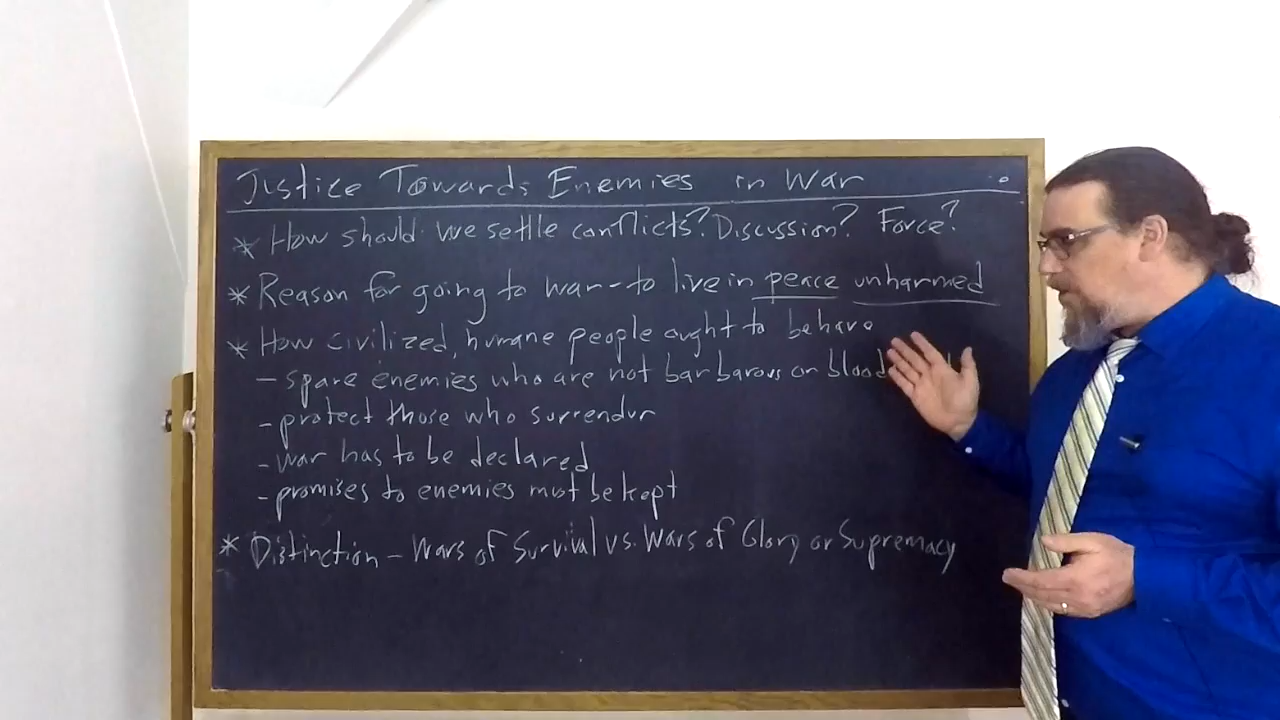 Justice Towards Enemies in War
* How should we settle conflicts? Discussion? Force?
* Reason for going to war - to live in peace unharmed
* How civilized, humane people ought to behave
- spare enemies who are not barbarous or blood
- protect those who surrender
- war has to be declared
- promises to enemies must be kept
* Distinction - Wars of Survival vs. Wars of Glory or Supremacy